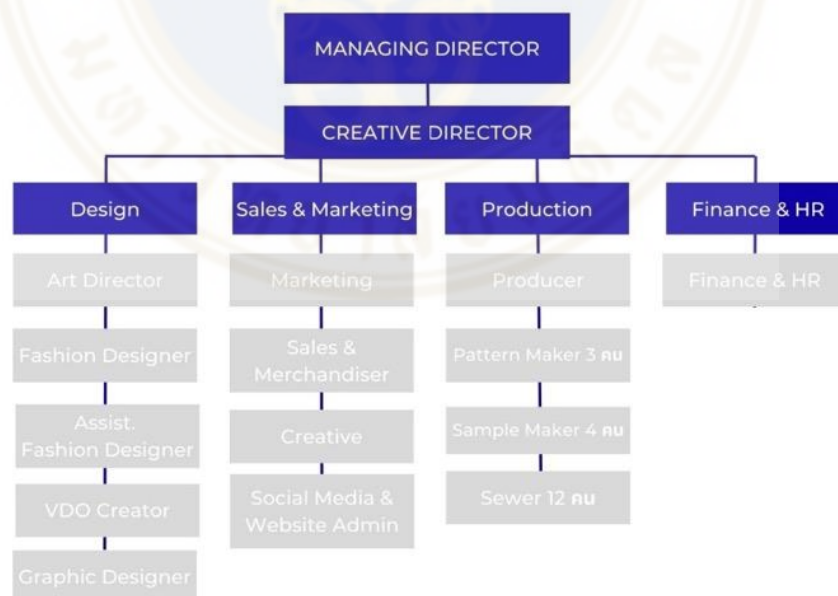 MANAGING DIRECTOR
CREATIVE DIRECTOR
Design
Art Director
Fashion Designer
Assist.
Fashion Designer
VDO Creator
Graphic Designer
Sales & Marketing
Marketing
Sales &
Merchandiser
Creative
Social Media &
Website Admin
Production
Producer
Pattern Maker 3 คน
Sample Maker 4 คน
Sewer 12 คน
Finance & HR
Finance & HR